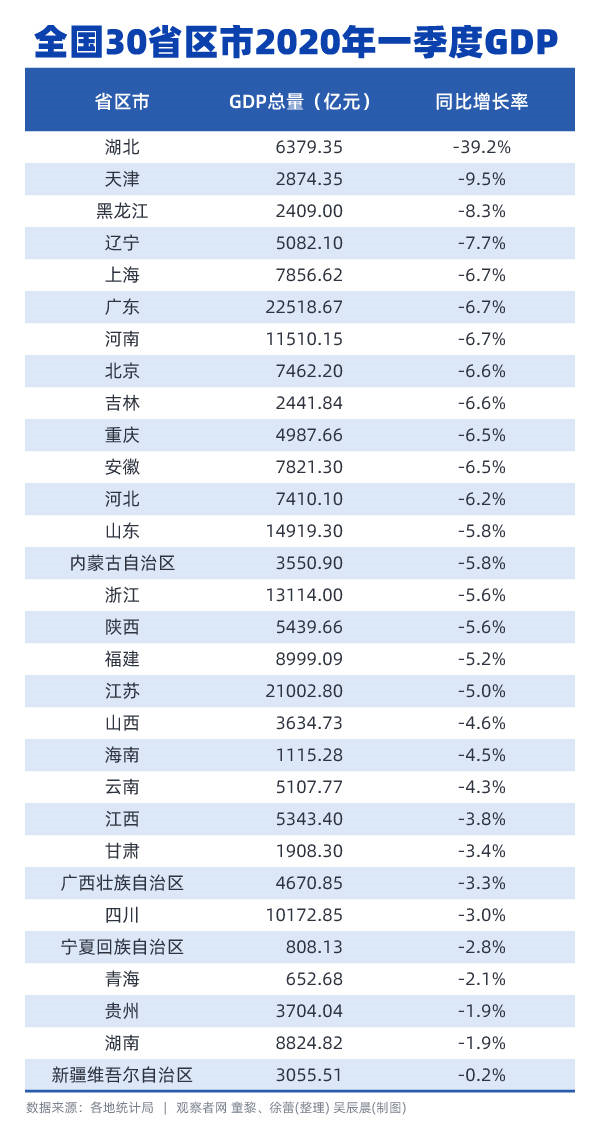 全国30省区市2020年一季度GDP
省区市 GDP总量（亿元） 同比增长率
湖北 6379.35 -39.2%
天津 2874.35 -9.5%
黑龙江 2409.00 -8.3%
辽宁 5082.10 -7.7%
上海 7856.62 -6.7%
广东 22518.67 -6.7%
河南 11510.15 -6.7%
北京 7462.20 -6.6%
吉林 2441.84 -6.6%
重庆 4987.66 -6.5%
安徽 7821.30 -6.5%
河北 7410.10 -6.2%
山东 14919.30 -5.8%
内蒙古自治区 3550.90 -5.8%
浙江 13114.00 -5.6%
陕西 5439.66 -5.6%
福建 8999.09 -5.2%
江苏 21002.80 -5.0%
山西 3634.73 -4.6%
海南 1115.28 -4.5%
云南 5107.77 -4.3%
江西 5343.40 -3.8%
甘肃 1908.30 -3.4%
广西壮族自治区 4670.85 -3.3%
四川 10172.85 -3.0%
宁夏回族自治区 808.13 -2.8%
青海 652.68 -2.1%
贵州 3704.04 -1.9%
湖南 8824.82 -1.9%
新疆维吾尔自治区 3055.51 -0.2%
数据来源：各地统计局 | 观察者网 童黎、徐蕾(整理) 吴辰晨(制图)